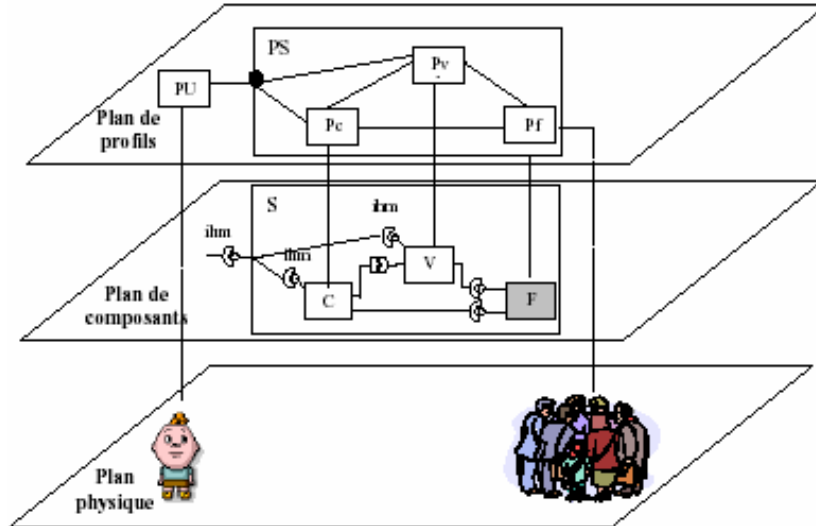 PS
Pv
PU
Plan de
profils
Pc
Pf
S
ihm
ihm
ihm
V
C
F
Plan de
composants
Plan
physique